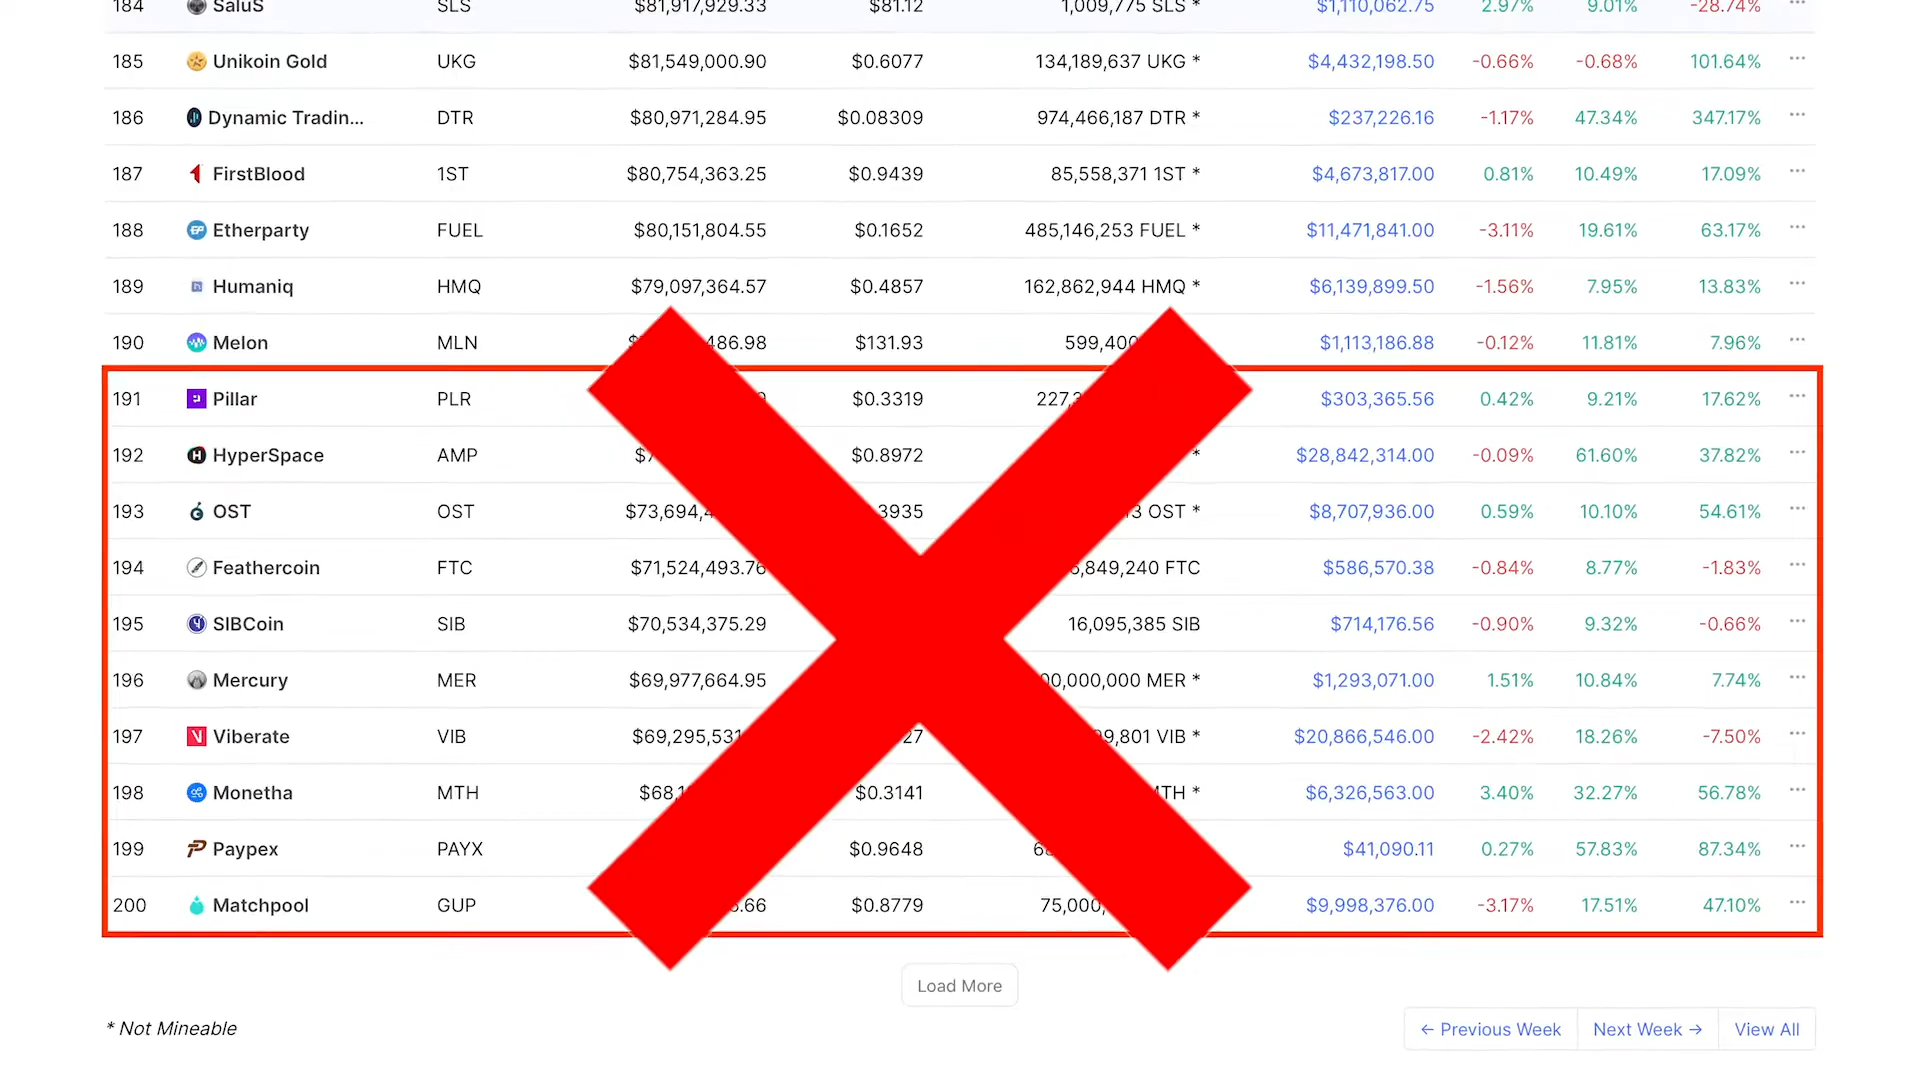 184 SaluS SLS $81,917,929.33 $81.12 1,009,775 SLS * $1,110,062.75 2.97% 9.01% -28.74% ...
185 Unikoin Gold UKG $81,549,000.90 $0.6077 134,189,637 UKG * $4,432,198.50 -0.66% -0.68% 101.64% ...
186 Dynamic Tradin... DTR $80,971,284.95 $0.08309 974,466,187 DTR * $237,226.16 -1.17% 47.34% 347.17% ...
187 FirstBlood 1ST $80,754,363.25 $0.9439 85,558,371 1ST * $4,673,817.00 0.81% 10.49% 17.09% ...
188 Etherparty FUEL $80,151,804.55 $0.1652 485,146,253 FUEL * $11,471,841.00 -3.11% 19.61% 63.17% ...
189 Humaniq HMQ $79,097,364.57 $0.4857 162,862,944 HMQ * $6,139,899.50 -1.56% 7.95% 13.83% ...
190 Melon MLN $131.93 $1,113,186.88 -0.12% 11.81% 7.96% ...
191 Pillar PLR $0.3319 $303,365.56 0.42% 9.21% 17.62% ...
192 HyperSpace AMP $0.8972 * $28,842,314.00 -0.09% 61.60% 37.82% ...
193 OST OST OST * $8,707,936.00 0.59% 10.10% 54.61% ...
194 Feathercoin FTC $71,524,493.76 FTC $586,570.38 -0.84% 8.77% -1.83% ...
195 SIBCoin SIB $70,534,375.29 16,095,385 SIB $714,176.56 -0.90% 9.32% -0.66% ...
196 Mercury MER $69,977,664.95 MER * $1,293,071.00 1.51% 10.84% 7.74% ...
197 Viberate VIB VIB * $20,866,546.00 -2.42% 18.26% -7.50% ...
198 Monetha MTH $0.3141 MTH * $6,326,563.00 3.40% 32.27% 56.78% ...
199 Paypex PAYX $0.9648 $41,090.11 0.27% 57.83% 87.34% ...
200 Matchpool GUP $0.8779 $9,998,376.00 -3.17% 17.51% 47.10% ...
Load More
* Not Mineable
← Previous Week Next Week → View All